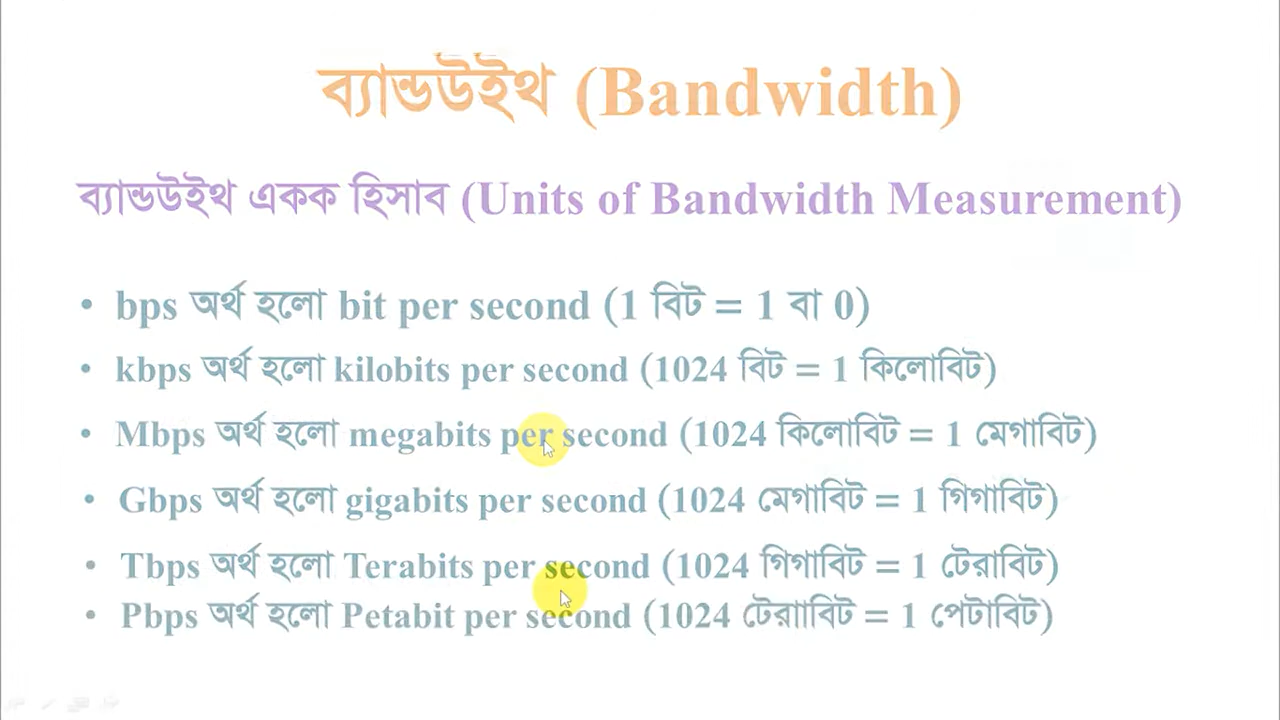 ব্যান্ডউইথ (Bandwidth)
ব্যান্ডউইথ একক হিসাব (Units of Bandwidth Measurement)
• bps অর্থ হলো bit per second (1 বিট = 1 বা 0)
• kbps অর্থ হলো kilobits per second (1024 বিট = 1 কিলোবিট)
• Mbps অর্থ হলো megabits per second (1024 কিলোবিট = 1 মেগাবিট)
• Gbps অর্থ হলো gigabits per second (1024 মেগাবিট = 1 গিগাবিট)
• Tbps অর্থ হলো Terabits per second (1024 গিগাবিট = 1 টেরাবিট)
• Pbps অর্থ হলো Petabit per second (1024 টেরাাবিট = 1 পেটাবিট)